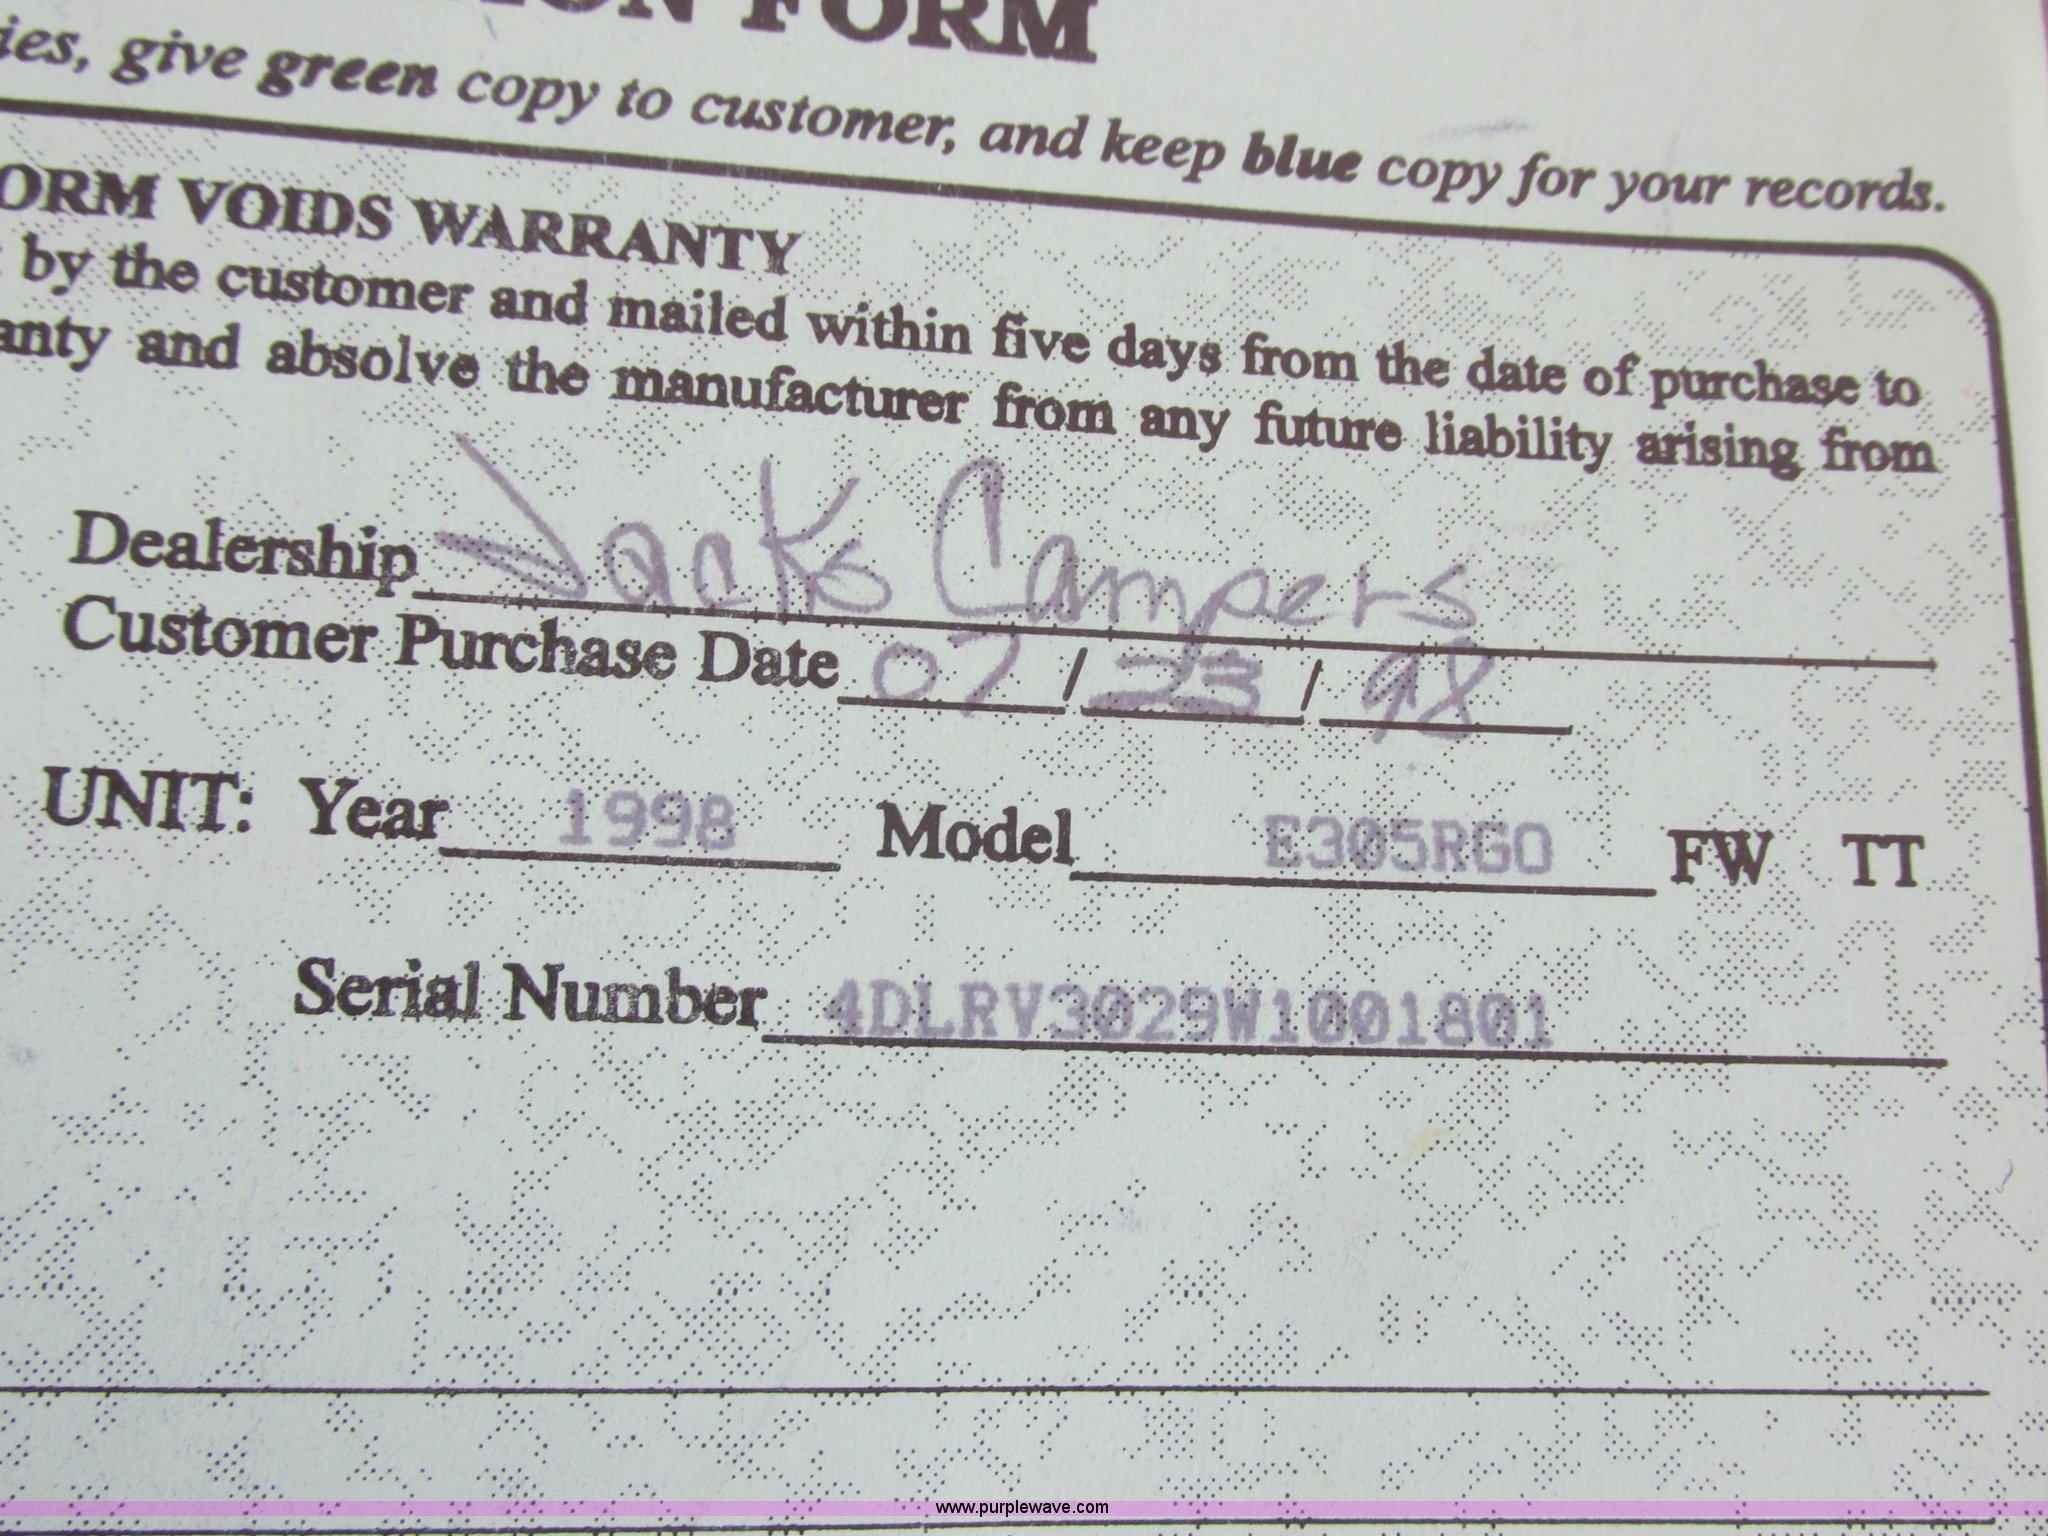 ION FORM
ies, give green copy to customer, and keep blue copy for your records.
ORM VOIDS WARRANTY
by the customer and mailed within five days from the date of purchase to
anty and absolve the manufacturer from any future liability arising from
Dealership Jacks Campers
Customer Purchase Date 07 / 23 / 98
UNIT: Year 1998 Model E305RGO FW TT
Serial Number 4DLRV3029W1001801
www.purplewave.com